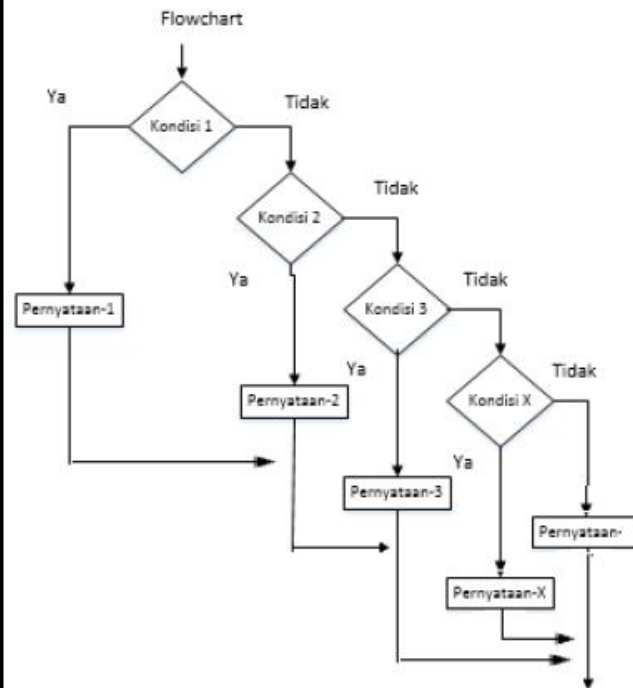 Flowchart
Ya
Tidak
Kondisi 1
Tidak
Kondisi 2
Ya
Tidak
Pernyataan-1
Kondisi 3
Ya
Tidak
Pernyataan-2
Kondisi X
Ya
Pernyataan-3
Pernyataan-
Pernyataan-X